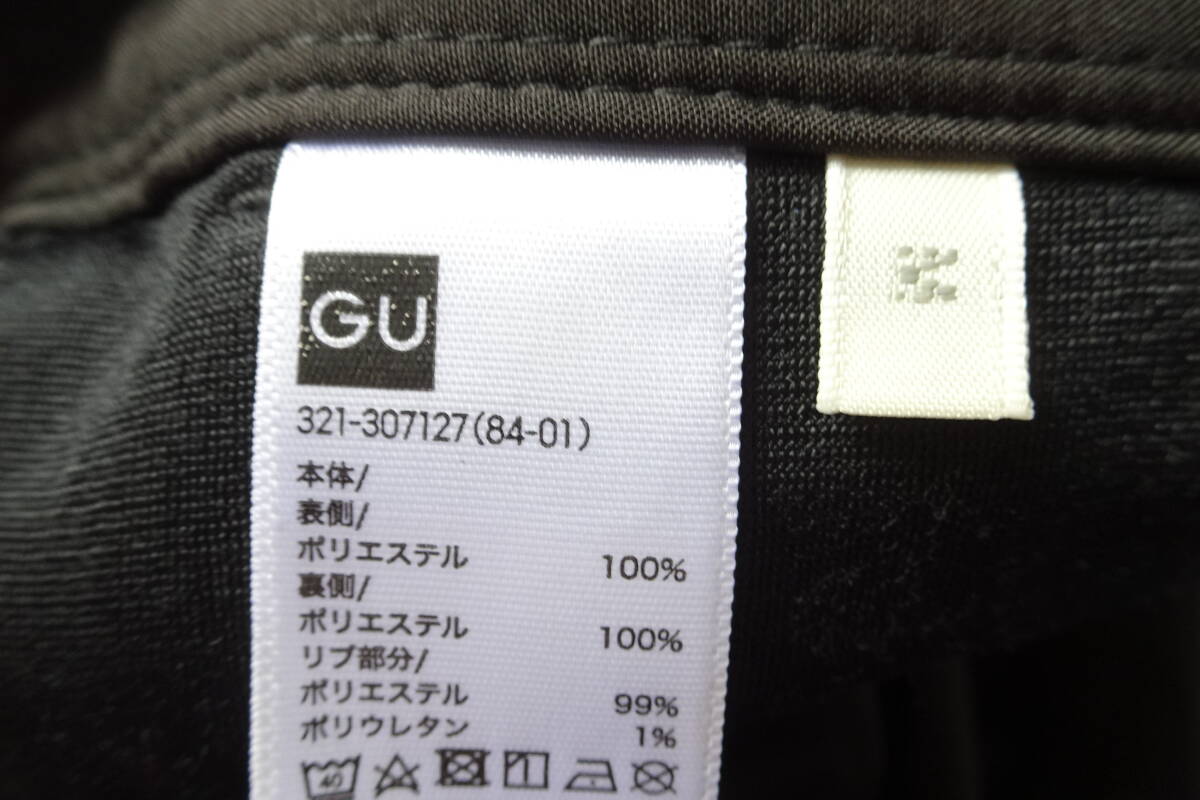 GU
321-307127(84-01)
本体/
表側/
ポリエステル 100%
裏側/
ポリエステル 100%
リブ部分/
ポリエステル 99%
ポリウレタン 1%
40